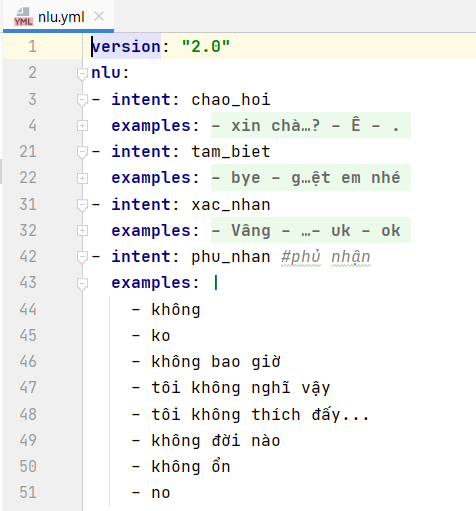 nlu.yml
1 version: "2.0"
2 nlu:
3 - intent: chao_hoi
4 examples: - xin chà…? - Ê - .
21 - intent: tam_biet
22 examples: - bye - g…ệt em nhé
31 - intent: xac_nhan
32 examples: - Vâng - …- uk - ok
42 - intent: phu_nhan #phủ nhận
43 examples: |
44 - không
45 - ko
46 - không bao giờ
47 - tôi không nghĩ vậy
48 - tôi không thích đấy...
49 - không đời nào
50 - không ổn
51 - no